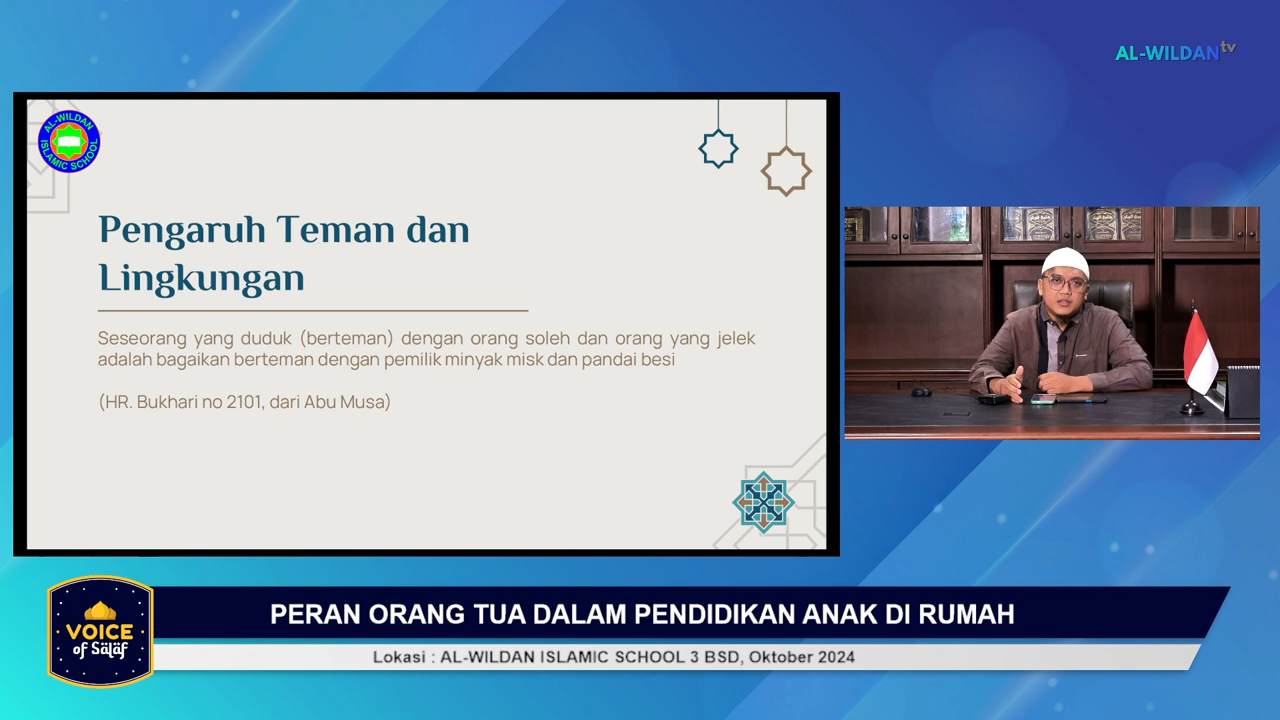 AL-WILDAN tv
AL-WILDAN
ISLAMIC SCHOOL
Pengaruh Teman dan
Lingkungan
Seseorang yang duduk (berteman) dengan orang soleh dan orang yang jelek
adalah bagaikan berteman dengan pemilik minyak misk dan pandai besi
(HR. Bukhari no 2101, dari Abu Musa)
VOICE
of Sälãf
PERAN ORANG TUA DALAM PENDIDIKAN ANAK DI RUMAH
Lokasi : AL-WILDAN ISLAMIC SCHOOL 3 BSD, Oktober 2024